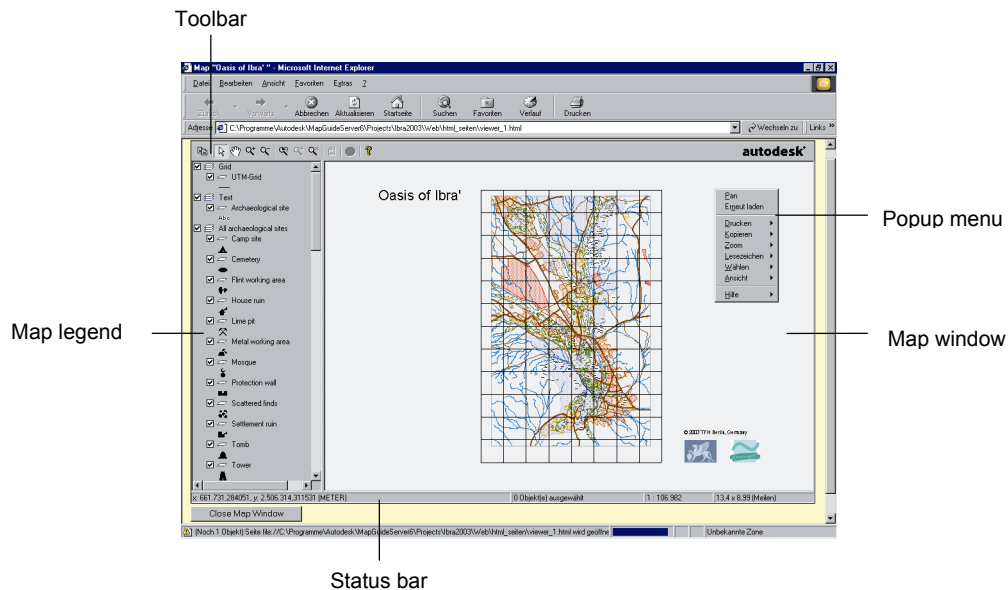 Toolbar
Map "Oasis of Ibra' " - Microsoft Internet Explorer
Datei Bearbeiten Ansicht Favoriten Extras ?
Zurück Vorwärts Abbrechen Aktualisieren Startseite Suchen Favoriten Verlauf Drucken
Adresse C:\Programme\Autodesk\MapGuideServer6\Projects\Ibra2003\Web\html_seiten\viewer_1.html Wechseln zu Links »
autodesk
Grid
UTM-Grid
Text
Archaeological site
Abc
All archaeological sites
Camp site
Cemetery
Flint working area
House ruin
Lime pit
Metal working area
Mosque
Protection wall
Scattered finds
Settlement ruin
Tomb
Tower
Oasis of Ibra'
Pan
Erneut laden
Drucken
Kopieren
Zoom
Lesezeichen
Wählen
Ansicht
Hilfe
Popup menu
Map legend
Map window
© 2003 TFH Berlin, Germany
x: 661.731,284051, y: 2.506.314,311531 (METER) 0 Objekt(e) ausgewählt 1 : 106.982 13,4 x 8,99 (Meilen)
Close Map Window
(Noch 1 Objekt) Seite file://C:\Programme\Autodesk\MapGuideServer6\Projects\Ibra2003\Web\html_seiten/viewer_1.html wird geöffne Unbekannte Zone
Status bar